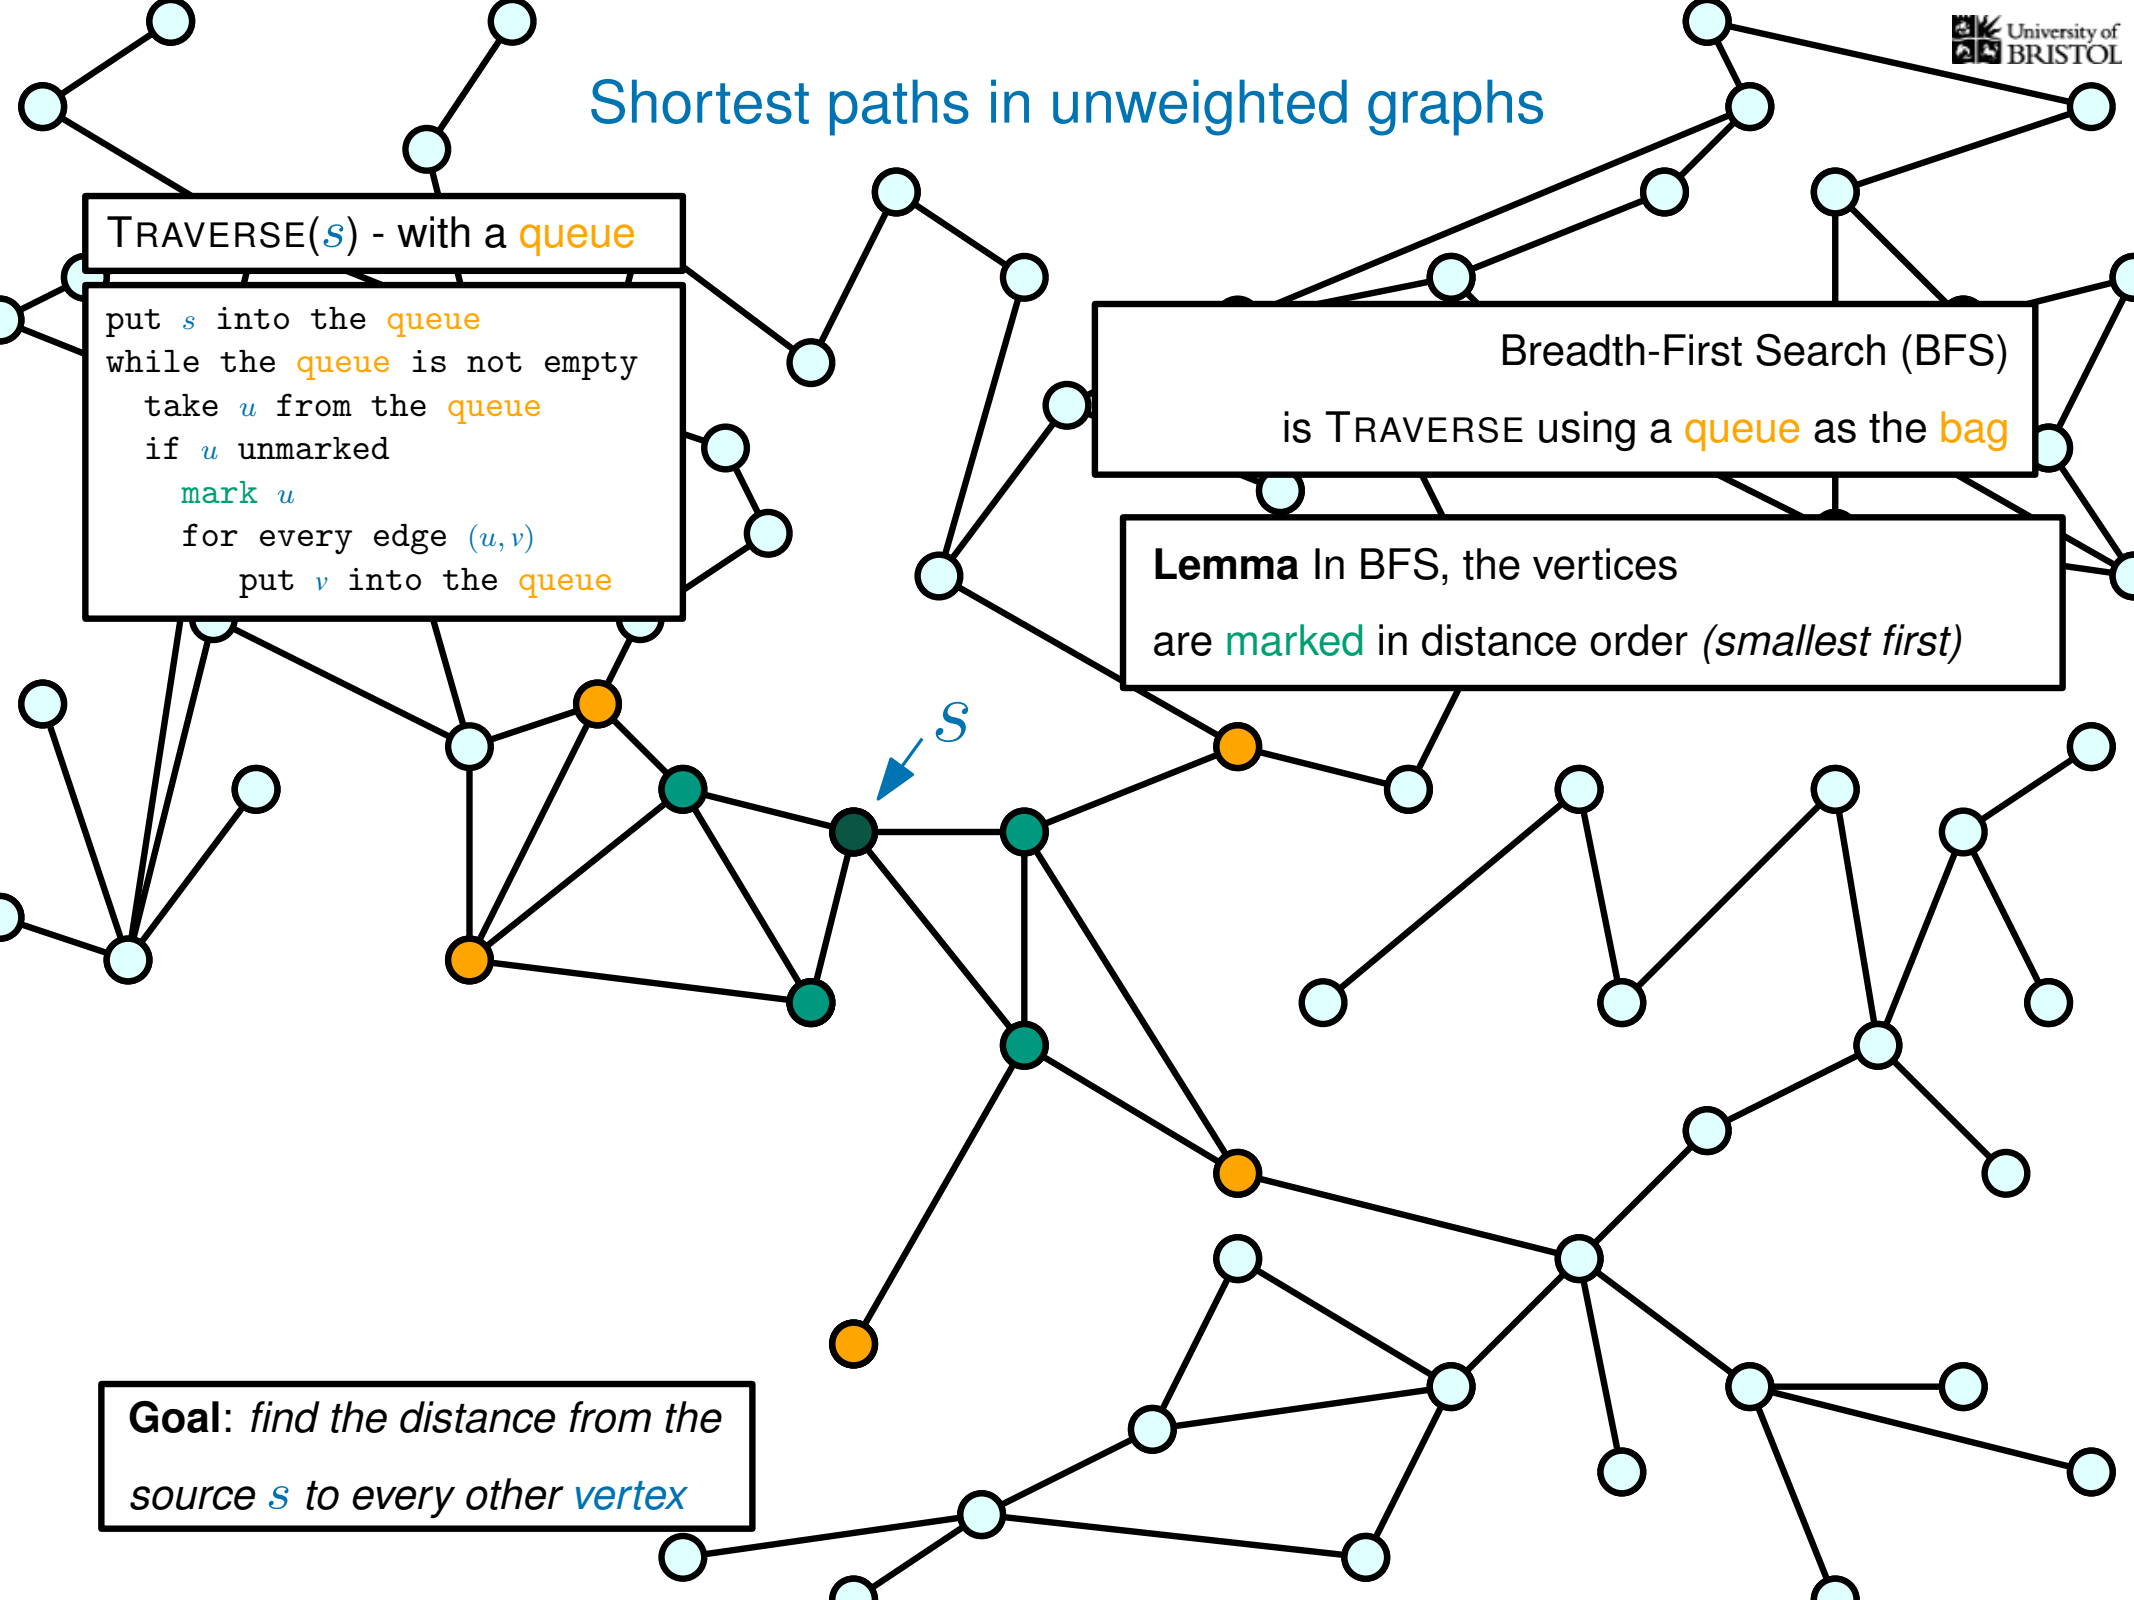 University of
BRISTOL
Shortest paths in unweighted graphs
TRAVERSE(s) - with a queue
put s into the queue
while the queue is not empty
take u from the queue
if u unmarked
mark u
for every edge (u, v)
put v into the queue
Breadth-First Search (BFS)
is TRAVERSE using a queue as the bag
Lemma In BFS, the vertices
are marked in distance order (smallest first)
s
Goal: find the distance from the
source s to every other vertex